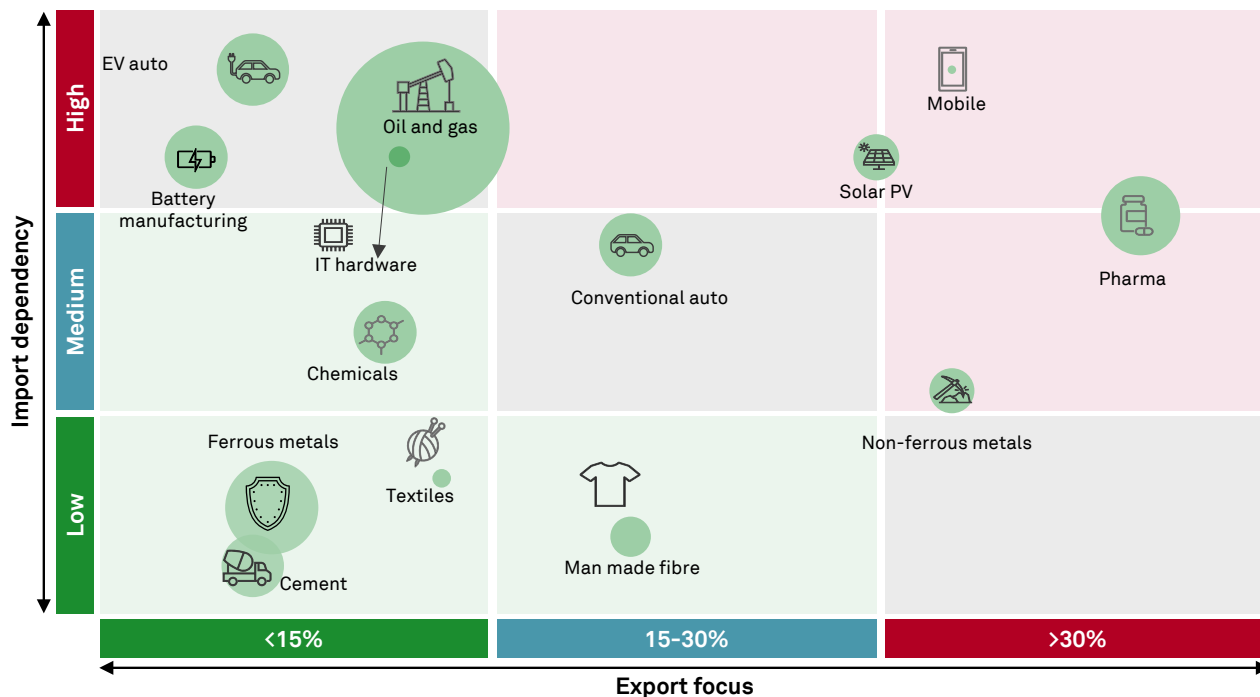 EV auto
Mobile
Oil and gas
Solar PV
Battery
manufacturing
IT hardware
Conventional auto
Pharma
Chemicals
Ferrous metals
Non-ferrous metals
Textiles
Man made fibre
Cement
Import dependency
High
Medium
Low
<15%
15-30%
>30%
Export focus